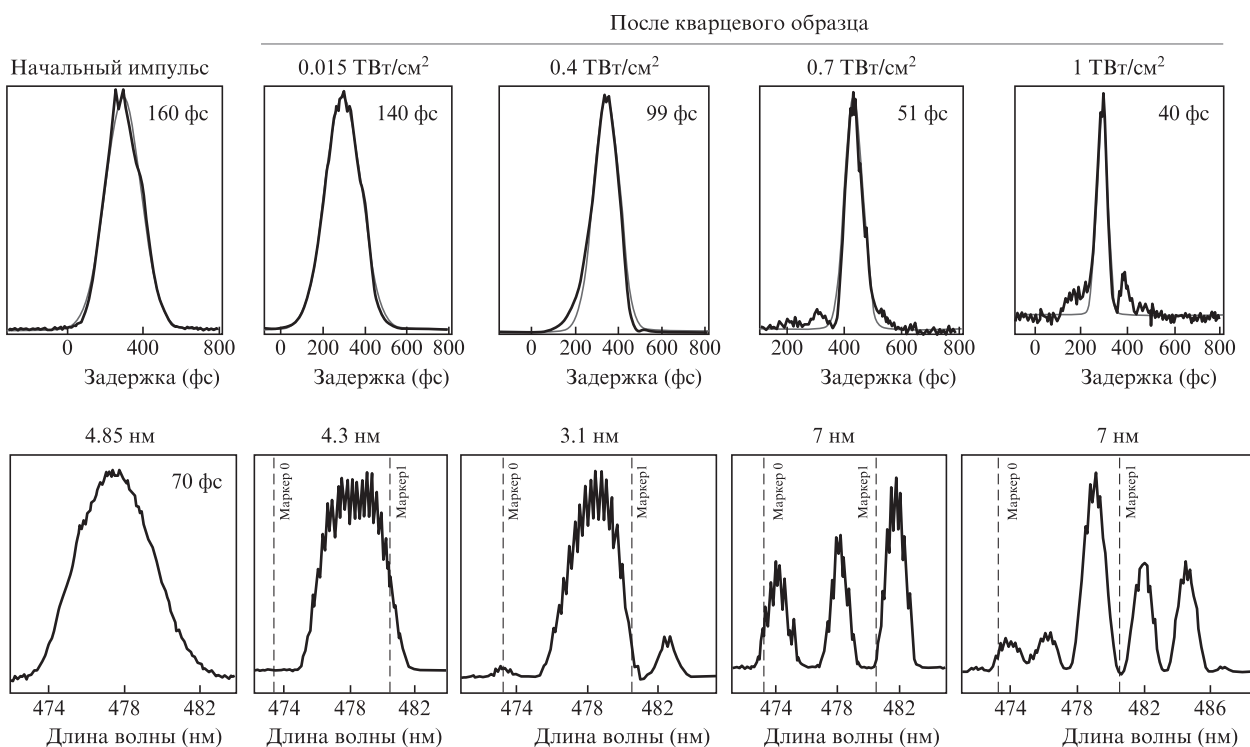 После кварцевого образца
Начальный импульс 0.015 ТВт/см² 0.4 ТВт/см² 0.7 ТВт/см² 1 ТВт/см²
160 фс 140 фс 99 фс 51 фс 40 фс
0 400 800 0 200 400 600 800 0 200 400 600 800 200 400 600 800 0 200 400 600 800
Задержка (фс) Задержка (фс) Задержка (фс) Задержка (фс) Задержка (фс)
4.85 нм 4.3 нм 3.1 нм 7 нм 7 нм
70 фс Маркер 0 Маркер1 Маркер 0 Маркер1 Маркер 0 Маркер1 Маркер 0 Маркер1
474 478 482 474 478 482 474 478 482 474 478 482 474 478 482 486
Длина волны (нм) Длина волны (нм) Длина волны (нм) Длина волны (нм) Длина волны (нм)